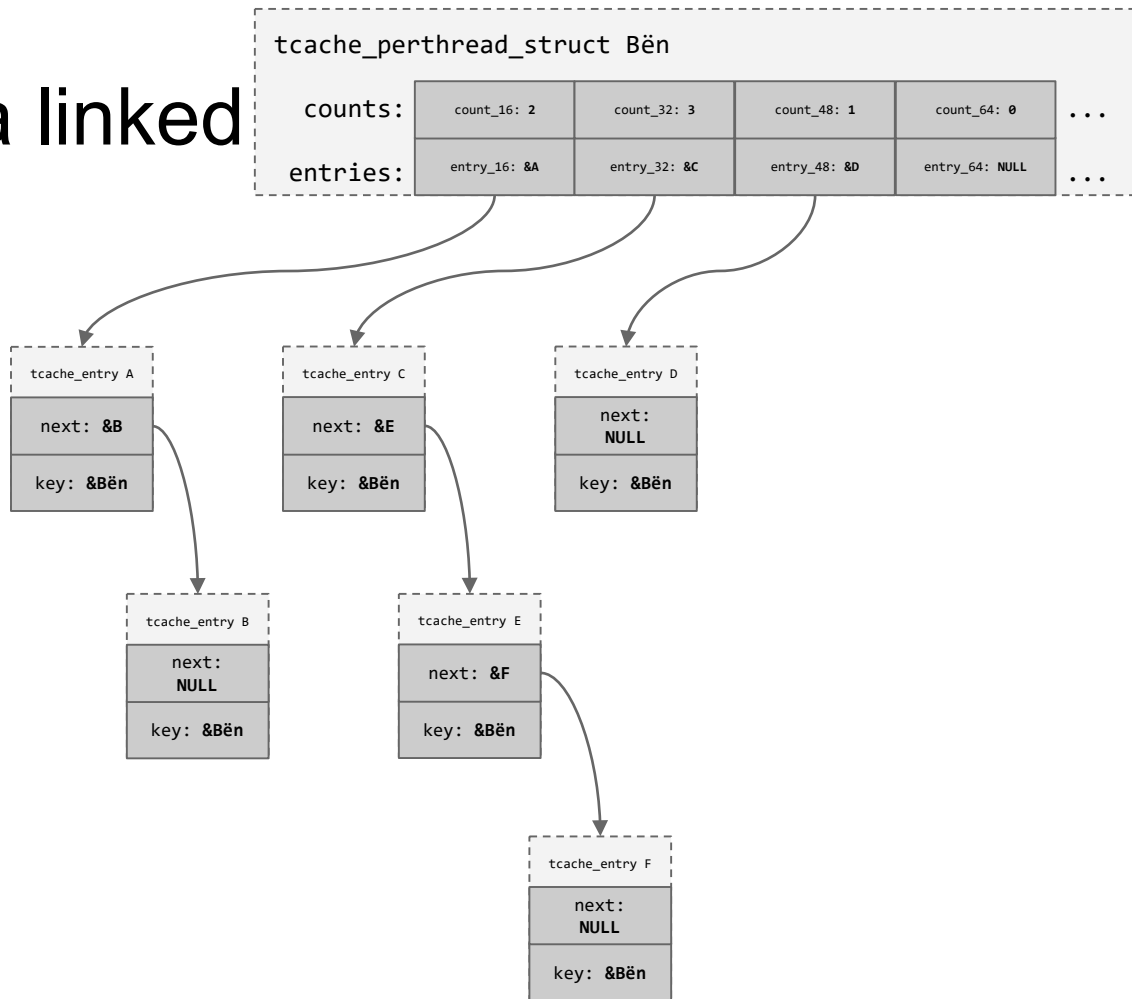 a linked
tcache_perthread_struct Bën
counts: count_16: 2 count_32: 3 count_48: 1 count_64: 0 ...
entries: entry_16: &A entry_32: &C entry_48: &D entry_64: NULL ...
tcache_entry A
next: &B
key: &Bën
tcache_entry C
next: &E
key: &Bën
tcache_entry D
next:
NULL
key: &Bën
tcache_entry B
next:
NULL
key: &Bën
tcache_entry E
next: &F
key: &Bën
tcache_entry F
next:
NULL
key: &Bën